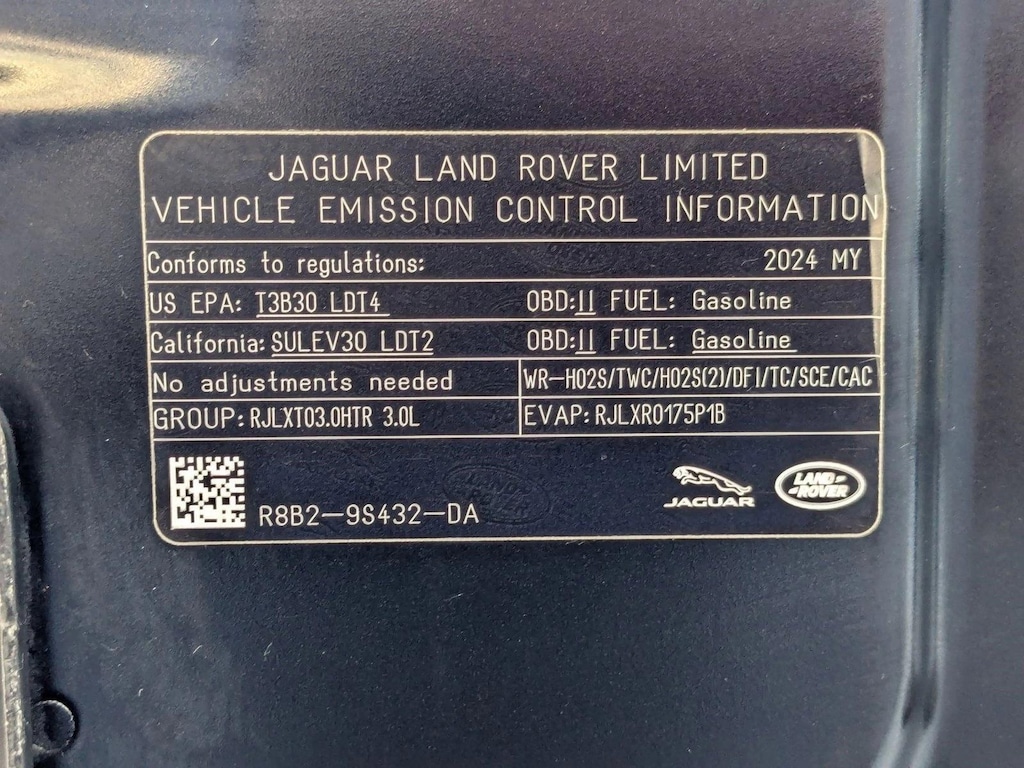 JAGUAR LAND ROVER LIMITED
VEHICLE EMISSION CONTROL INFORMATION
Conforms to regulations: 2024 MY
US EPA: T3B30 LDT4 OBD:II FUEL: Gasoline
California: SULEV30 LDT2 OBD:II FUEL: Gasoline
No adjustments needed WR-HO2S/TWC/HO2S(2)/DFI/TC/SCE/CAC
GROUP: RJLXT03.0HTR 3.0L EVAP: RJLXR0175P1B
R8B2-9S432-DA
JAGUAR
LAND
ROVER